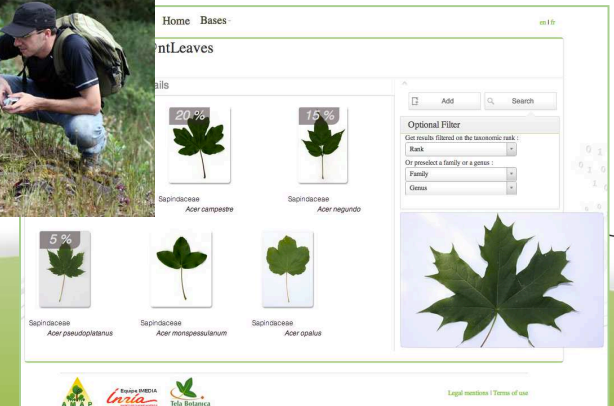 Home Bases
en | fr
ntLeaves
ails
20 %
15 %
Sapindaceae
Acer campestre
Sapindaceae
Acer negundo
Add
Search
Optional Filter
Get results filtered on the taxonomic rank :
Rank
Or preselect a family or a genus :
Family
Genus
5 %
Sapindaceae
Acer pseudoplatanus
Sapindaceae
Acer monspessulanum
Sapindaceae
Acer opalus
AMAP
Equipe IMEDIA
Inria
Tela Botanica
Legal mentions | Terms of use